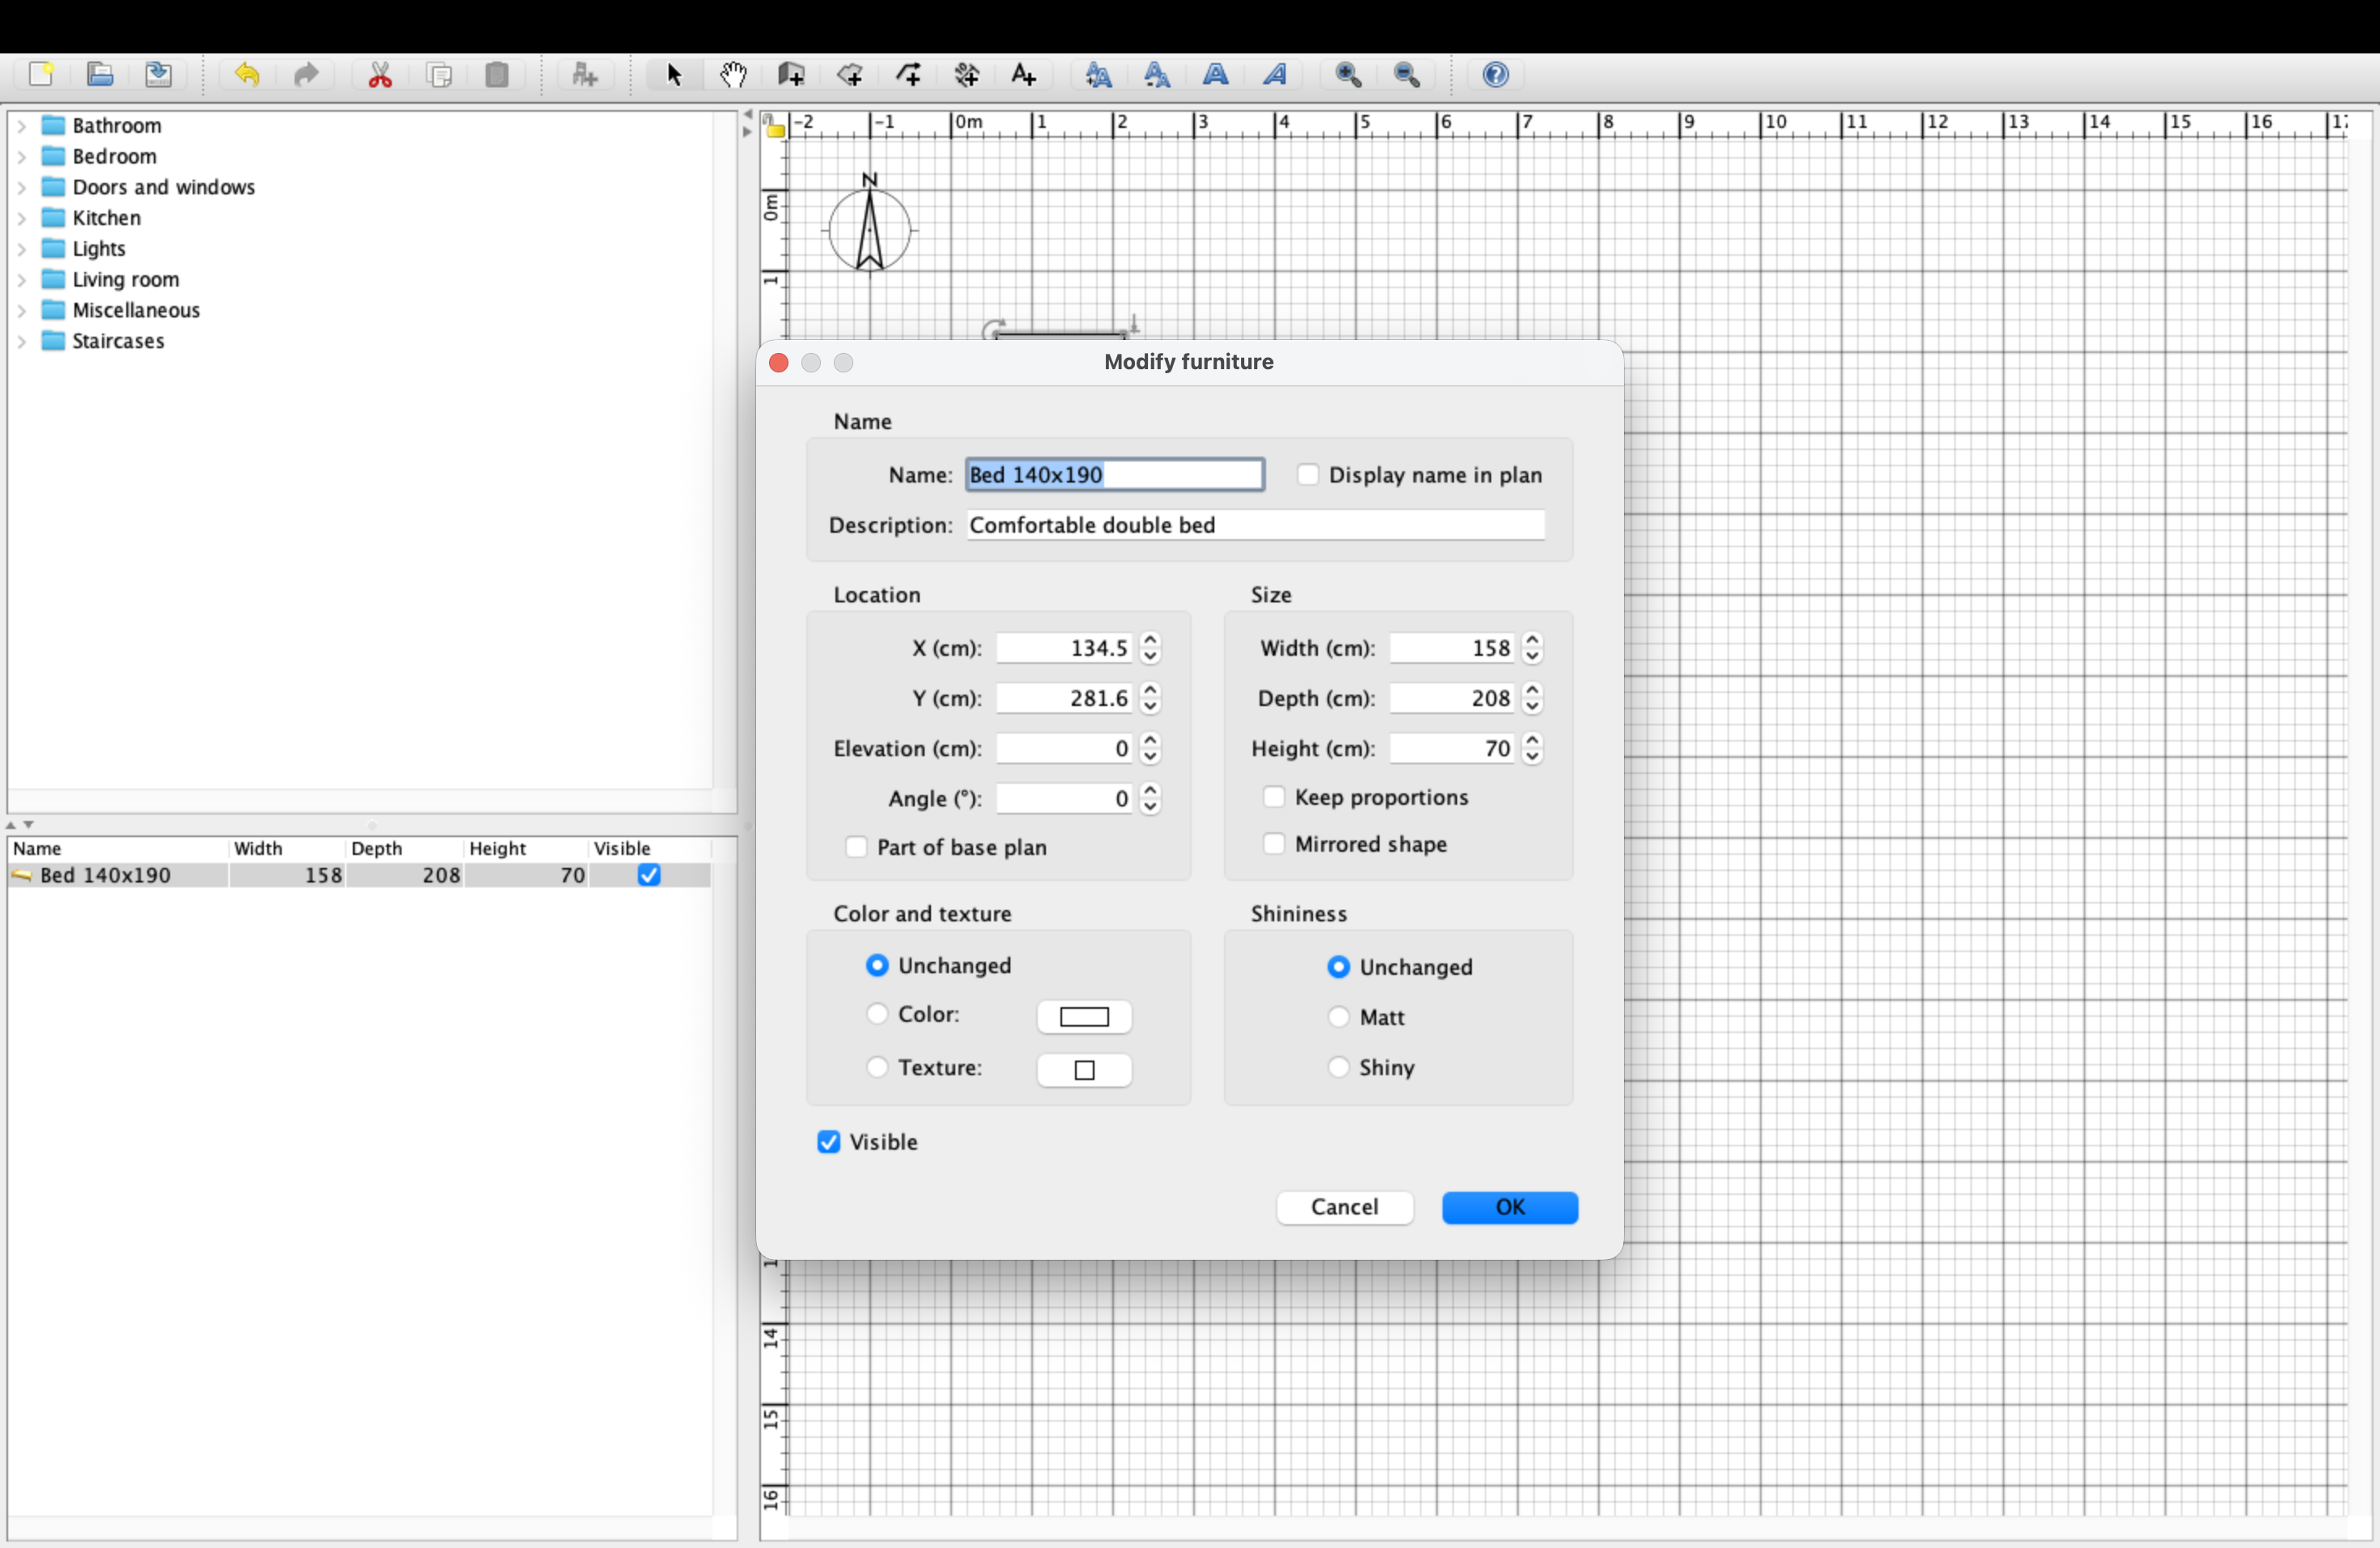 Bathroom
Bedroom
Doors and windows
Kitchen
Lights
Living room
Miscellaneous
Staircases
Name Width Depth Height Visible
Bed 140x190 158 208 70
-2 -1 0m 1 2 3 4 5 6 7 8 9 10 11 12 13 14 15 16
N
0m
1
14
15
16
Modify furniture
Name
Name: Bed 140x190 Display name in plan
Description: Comfortable double bed
Location
X (cm): 134.5
Y (cm): 281.6
Elevation (cm): 0
Angle (°): 0
Part of base plan
Size
Width (cm): 158
Depth (cm): 208
Height (cm): 70
Keep proportions
Mirrored shape
Color and texture
Unchanged
Color:
Texture:
Shininess
Unchanged
Matt
Shiny
Visible
Cancel OK